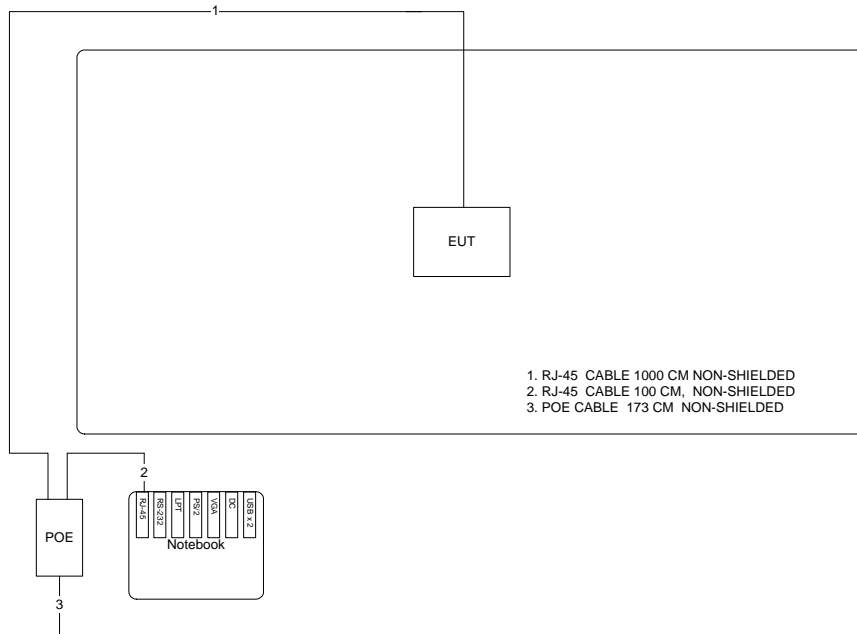 1
EUT
1. RJ-45 CABLE 1000 CM NON-SHIELDED
2. RJ-45 CABLE 100 CM, NON-SHIELDED
3. POE CABLE 173 CM NON-SHIELDED
2
RJ-45
RS-232
LPT
PS/2
VGA
DC
USB x 2
Notebook
POE
3